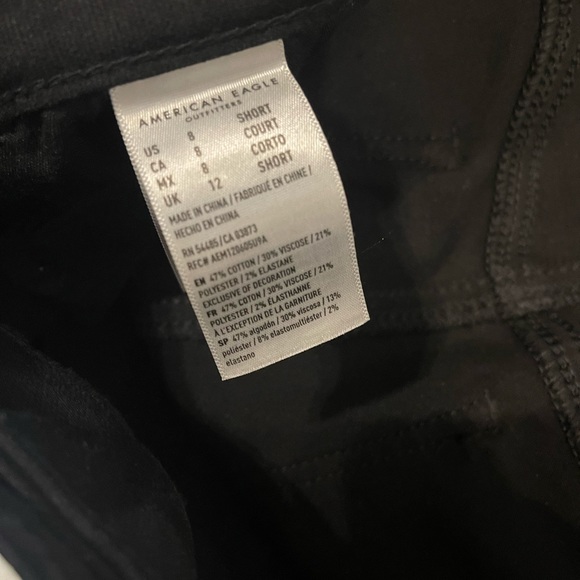 AMERICAN EAGLE
OUTFITTERS
US 8 SHORT
CA 8 COURT
MX 8 CORTO
UK 12 SHORT
MADE IN CHINA / FABRIQUÉ EN CHINE /
HECHO EN CHINA
RN 54485/CA 03873
RFC# AEM120605U9A
EN 47% COTTON / 30% VISCOSE / 21%
POLYESTER / 2% ELASTANE
EXCLUSIVE OF DECORATION
FR 47% COTON / 30% VISCOSE / 21%
POLYESTER / 2% ÉLASTHANNE
À L'EXCEPTION DE LA GARNITURE
SP 47% algodón / 30% viscosa / 13%
poliéster / 8% elastomultiéster / 2%
elastano